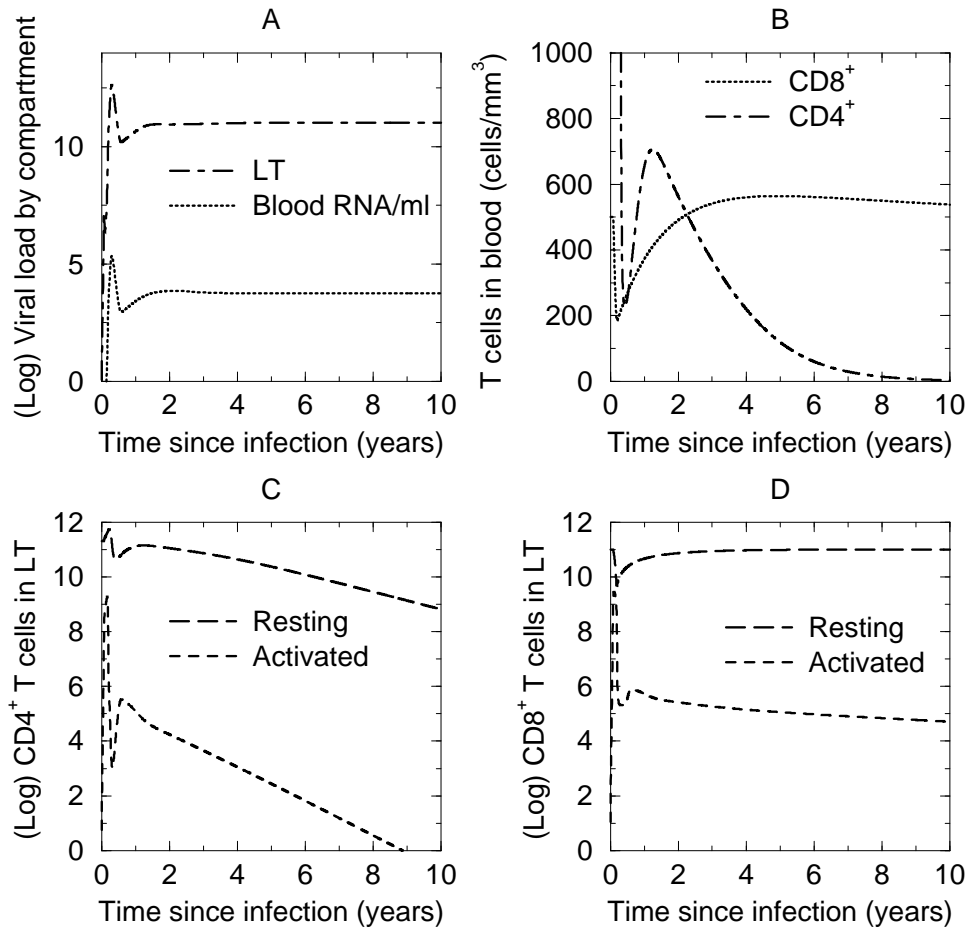 A
(Log) Viral load by compartment
10
5
0
LT
Blood RNA/ml
0 2 4 6 8 10
Time since infection (years)
B
T cells in blood (cells/mm³)
1000
800
600
400
200
0
CD8⁺
CD4⁺
0 2 4 6 8 10
Time since infection (years)
C
(Log) CD4⁺ T cells in LT
12
10
8
6
4
2
0
Resting
Activated
0 2 4 6 8 10
Time since infection (years)
D
(Log) CD8⁺ T cells in LT
12
10
8
6
4
2
0
Resting
Activated
0 2 4 6 8 10
Time since infection (years)